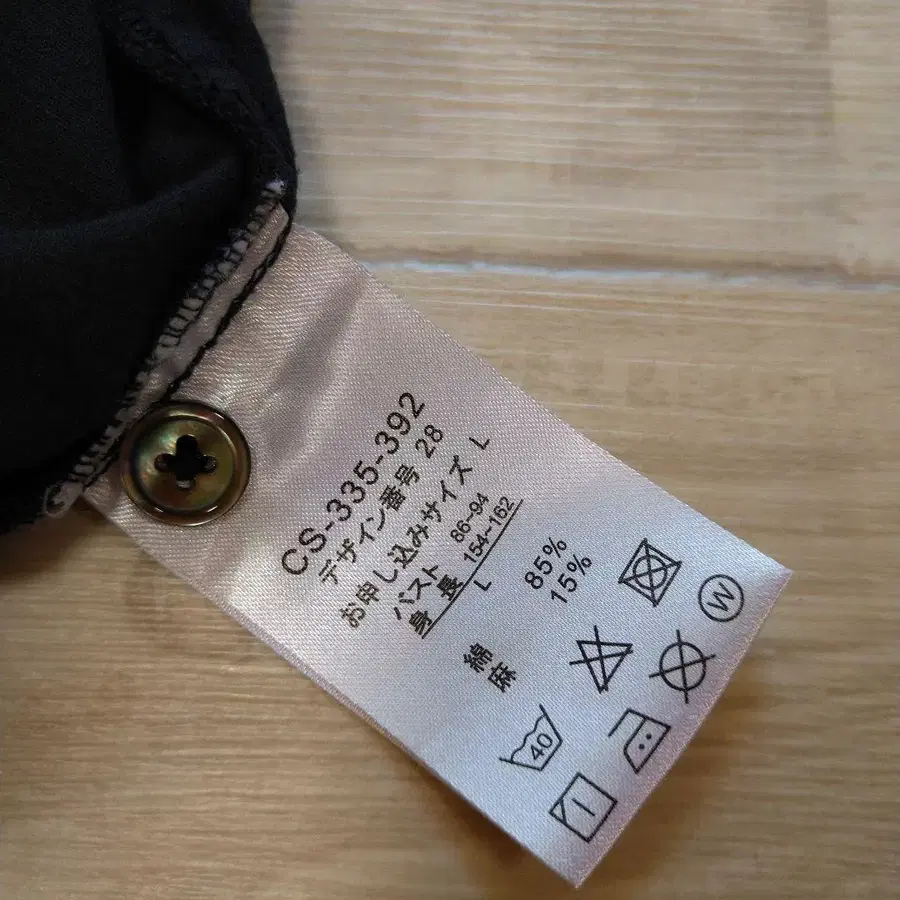 CS-335-392
デザイン番号 28
お申し込みサイズ L
バスト 86-94
身長 154-162
L
綿 85%
麻 15%
40
W